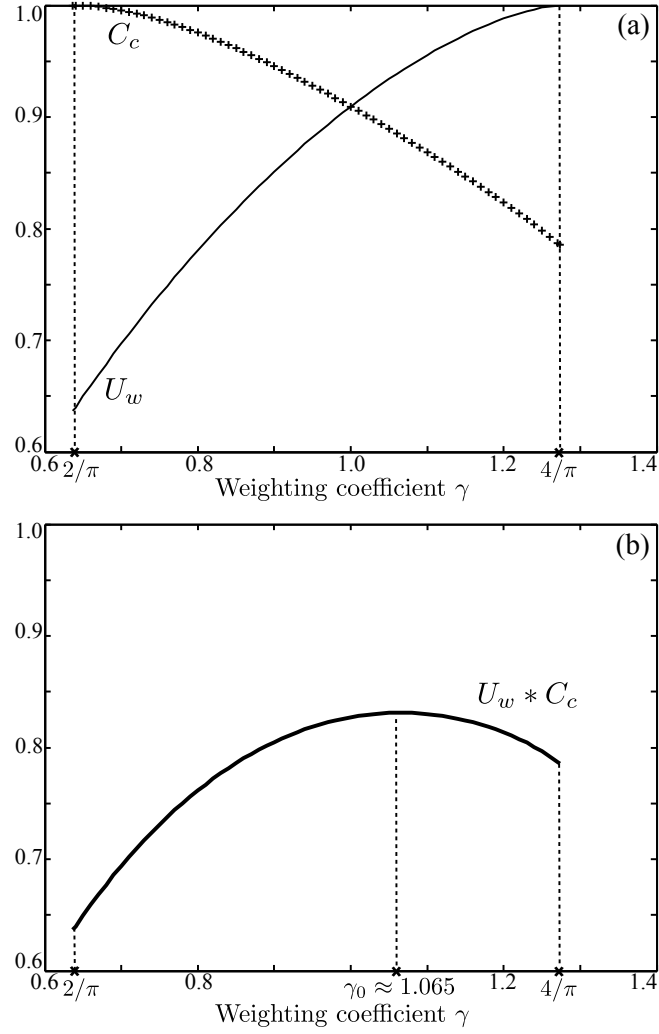 1.0
(a)
C_c
0.9
0.8
0.7
U_w
0.6
0.6 2/π 0.8 1.0 1.2 4/π 1.4
Weighting coefficient γ
1.0
(b)
0.9
U_w * C_c
0.8
0.7
0.6
0.6 2/π 0.8 γ₀ ≈ 1.065 1.2 4/π 1.4
Weighting coefficient γ